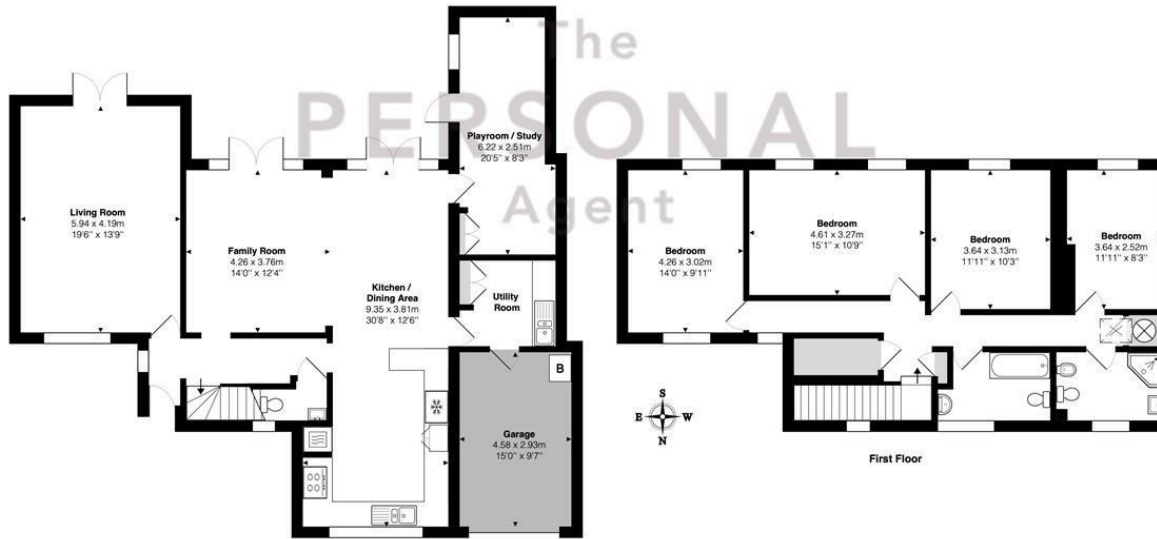 The
PERSONAL
Agent
Living Room
5.94 x 4.19m
19'6'' x 13'9''
Family Room
4.26 x 3.76m
14'0'' x 12'4''
Kitchen /
Dining Area
9.35 x 3.81m
30'8'' x 12'6''
Playroom / Study
6.22 x 2.51m
20'5'' x 8'3''
Utility
Room
B
Garage
4.58 x 2.93m
15'0'' x 9'7''
Bedroom
4.26 x 3.02m
14'0'' x 9'11''
Bedroom
4.61 x 3.27m
15'1'' x 10'9''
Bedroom
3.64 x 3.13m
11'11'' x 10'3''
Bedroom
3.64 x 2.52m
11'11'' x 8'3''
S
E W
N
First Floor